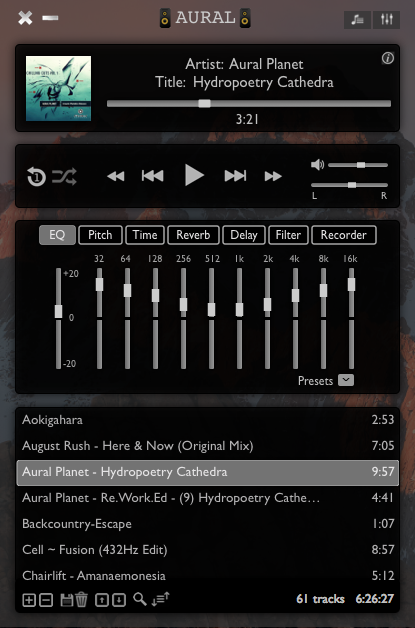 AURAL
Artist: Aural Planet
Title: Hydropoetry Cathedra
3:21
1
L R
EQ Pitch Time Reverb Delay Filter Recorder
32 64 128 256 512 1k 2k 4k 8k 16k
+20
0
-20
Presets
Aokigahara 2:53
August Rush - Here & Now (Original Mix) 7:05
Aural Planet - Hydropoetry Cathedra 9:57
Aural Planet - Re.Work.Ed - (9) Hydropoetry Cathe… 4:41
Backcountry-Escape 1:07
Cell ~ Fusion (432Hz Edit) 8:57
Chairlift - Amanaemonesia 5:12
61 tracks 6:26:27